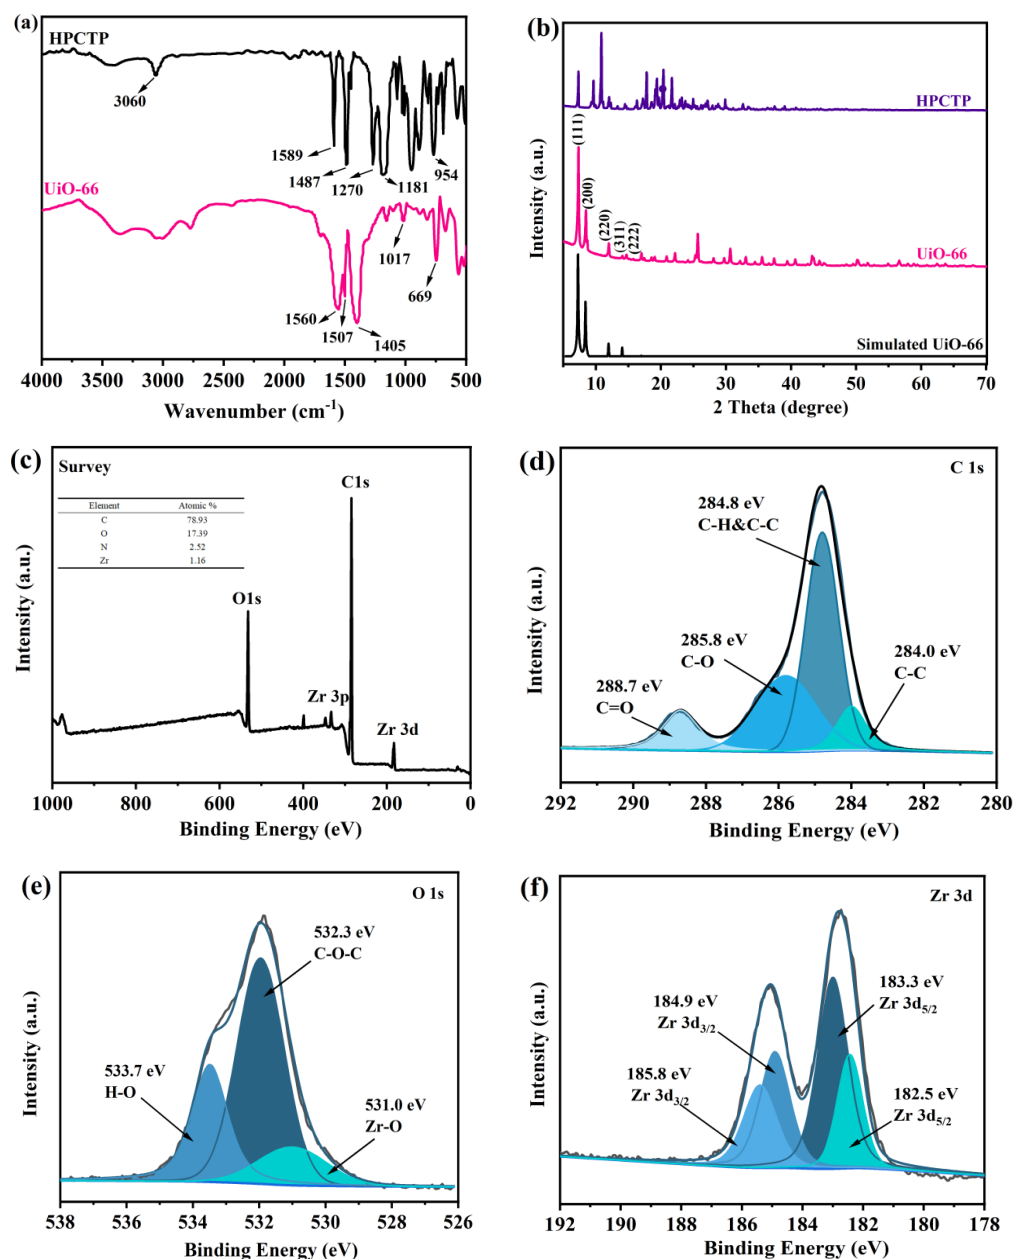 (a)
HPCTP
3060
1589
1487
1270
1181
954
UiO-66
1017
669
1560
1507
1405
4000 3500 3000 2500 2000 1500 1000 500
Wavenumber (cm⁻¹)
(b)
Intensity (a.u.)
HPCTP
(111)
(200)
(220)
(311)
(222)
UiO-66
Simulated UiO-66
10 20 30 40 50 60 70
2 Theta (degree)
(c)
Survey
Element Atomic %
C 78.93
O 17.39
N 2.52
Zr 1.16
C1s
O1s
Zr 3p
Zr 3d
Intensity (a.u.)
1000 800 600 400 200 0
Binding Energy (eV)
(d)
C 1s
284.8 eV
C-H&C-C
285.8 eV
C-O
284.0 eV
C-C
288.7 eV
C=O
Intensity (a.u.)
292 290 288 286 284 282 280
Binding Energy (eV)
(e)
O 1s
532.3 eV
C-O-C
533.7 eV
H-O
531.0 eV
Zr-O
Intensity (a.u.)
538 536 534 532 530 528 526
Binding Energy (eV)
(f)
Zr 3d
183.3 eV
Zr 3d₅/₂
184.9 eV
Zr 3d₃/₂
185.8 eV
Zr 3d₃/₂
182.5 eV
Zr 3d₅/₂
Intensity (a.u.)
192 190 188 186 184 182 180 178
Binding Energy (eV)